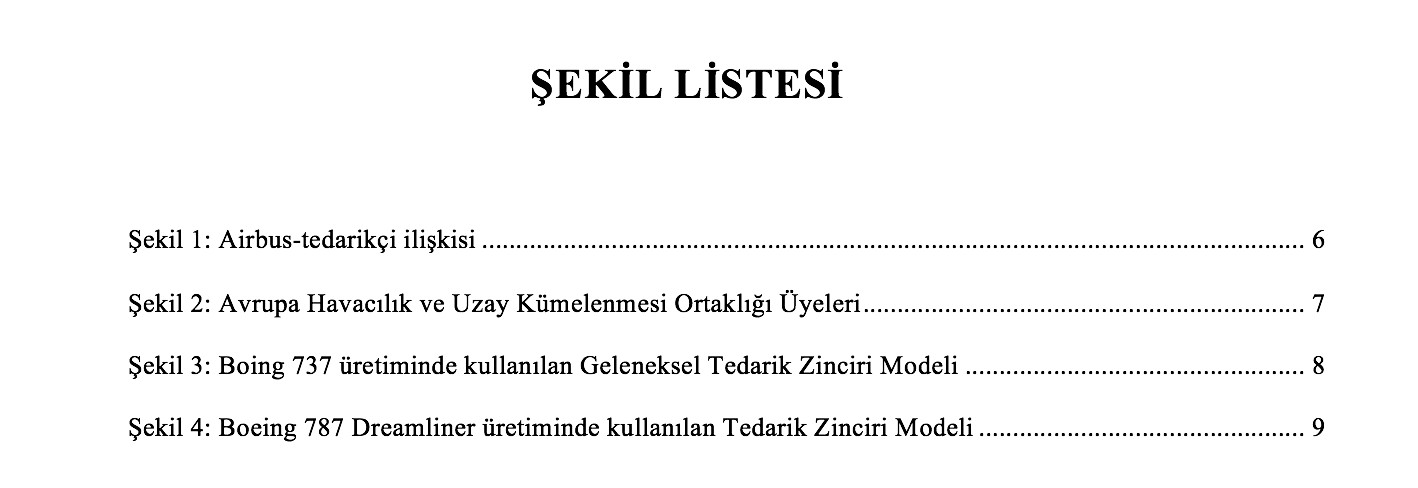 ŞEKİL LİSTESİ
Şekil 1: Airbus-tedarikçi ilişkisi ........................................................................................................................... 6
Şekil 2: Avrupa Havacılık ve Uzay Kümelenmesi Ortaklığı Üyeleri .................................................................. 7
Şekil 3: Boing 737 üretiminde kullanılan Geleneksel Tedarik Zinciri Modeli ................................................... 8
Şekil 4: Boeing 787 Dreamliner üretiminde kullanılan Tedarik Zinciri Modeli ................................................. 9